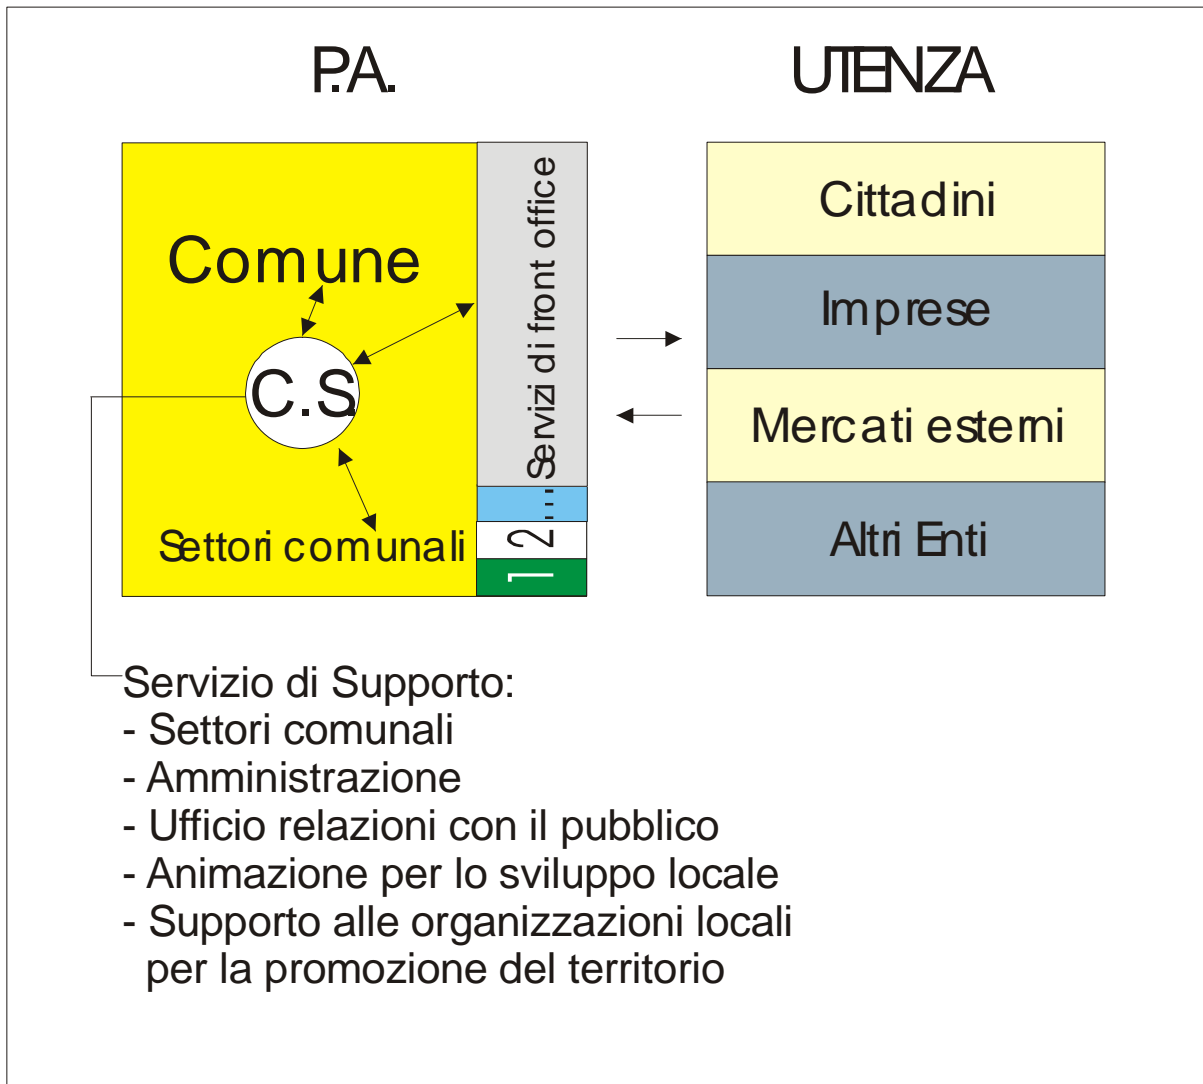 P.A.
UTENZA
Comune
C.S.
Settori comunali
Servizi di front office
...
2
1
Cittadini
Imprese
Mercati esterni
Altri Enti
Servizio di Supporto:
- Settori comunali
- Amministrazione
- Ufficio relazioni con il pubblico
- Animazione per lo sviluppo locale
- Supporto alle organizzazioni locali
per la promozione del territorio